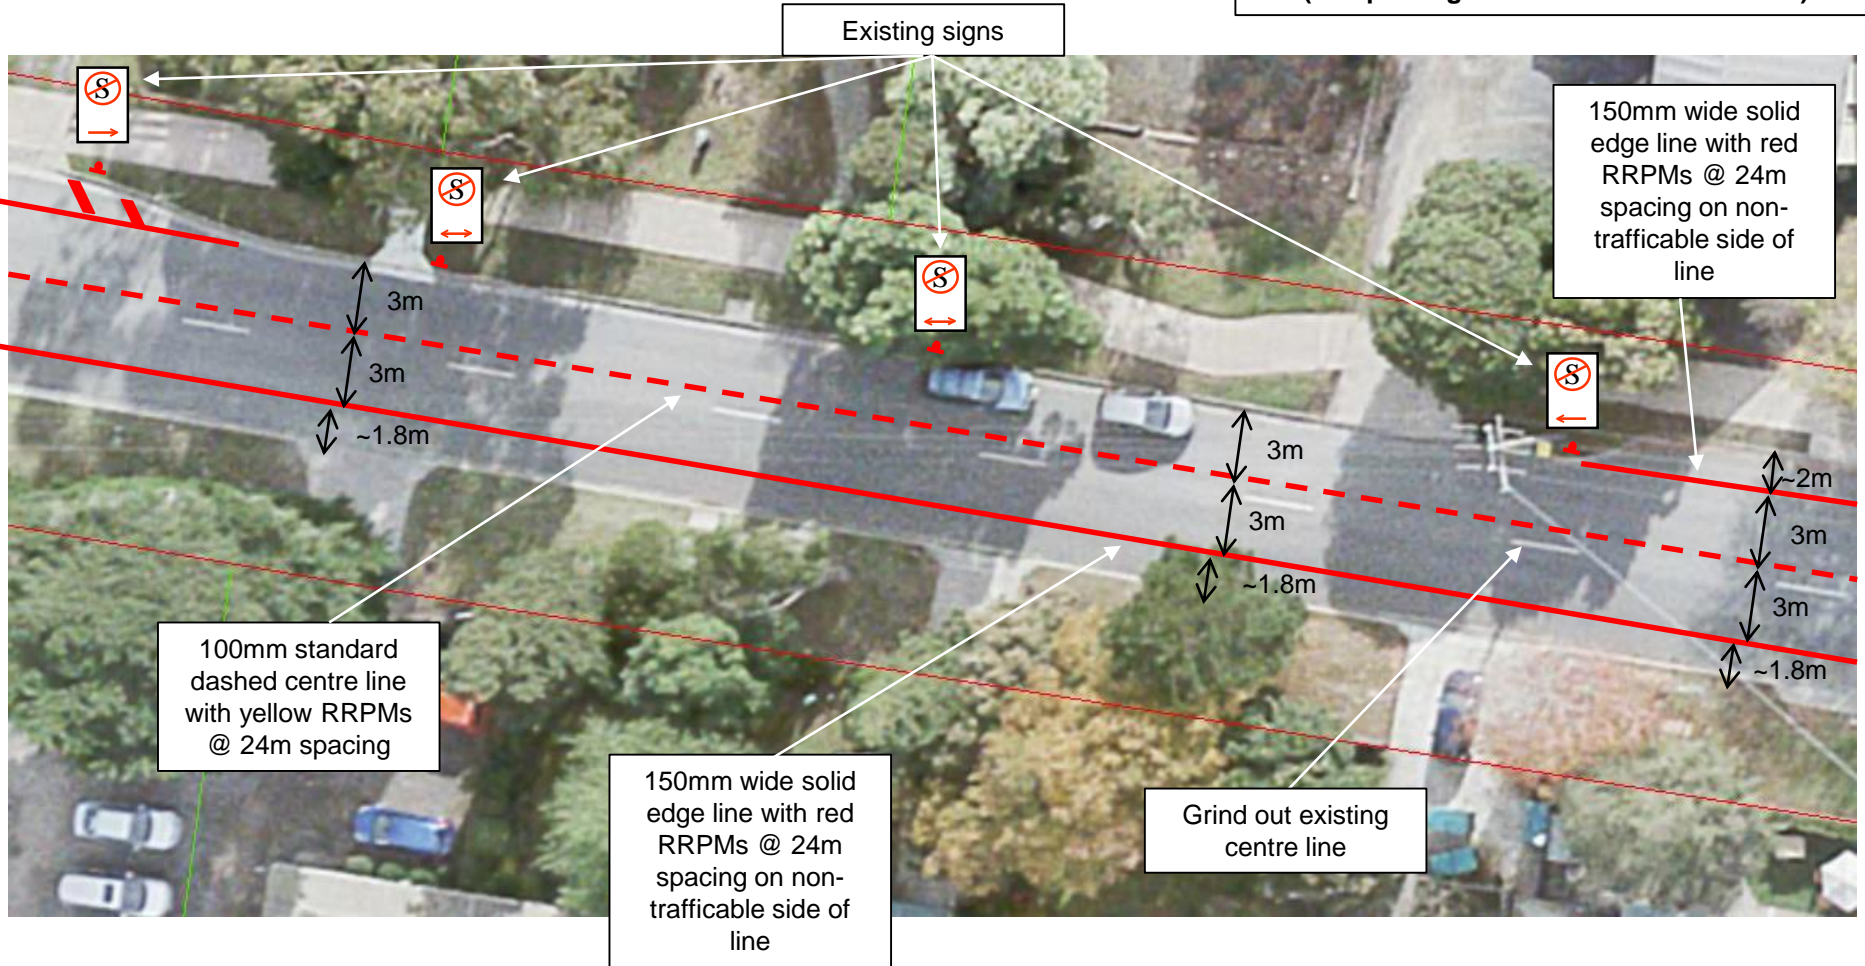 Existing signs
S
S
S
S
150mm wide solid
edge line with red
RRPMs @ 24m
spacing on non-
trafficable side of
line
3m
3m
~1.8m
3m
3m
~1.8m
~2m
3m
3m
~1.8m
100mm standard
dashed centre line
with yellow RRPMs
@ 24m spacing
150mm wide solid
edge line with red
RRPMs @ 24m
spacing on non-
trafficable side of
line
Grind out existing
centre line